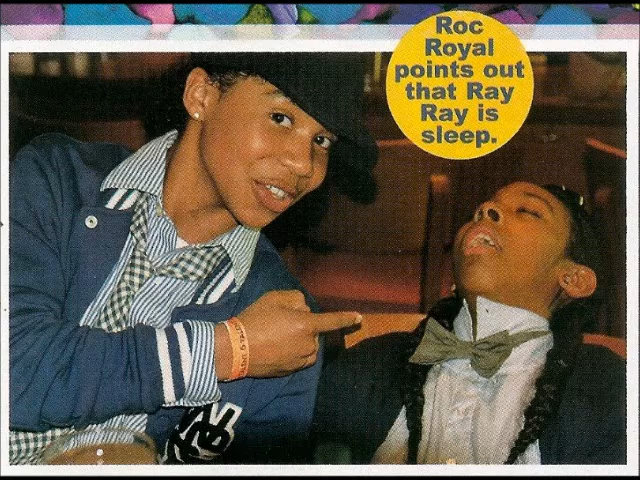 Roc
Royal
points out
that Ray
Ray is
sleep.